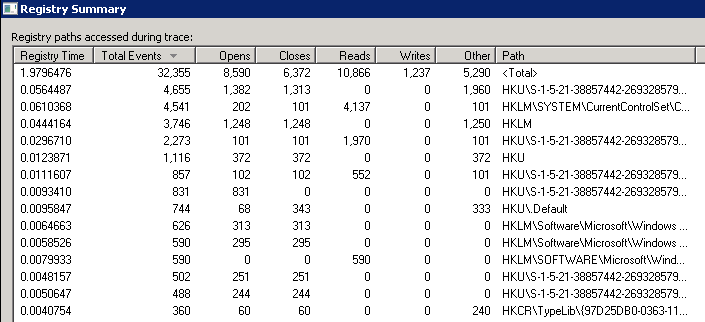 Registry Summary
Registry paths accessed during trace:
Registry Time Total Events Opens Closes Reads Writes Other Path
1.9796476 32,355 8,590 6,372 10,866 1,237 5,290 <Total>
0.0564487 4,655 1,382 1,313 0 0 1,960 HKU\S-1-5-21-38857442-269328579...
0.0610368 4,541 202 101 4,137 0 101 HKLM\SYSTEM\CurrentControlSet\C...
0.0444164 3,746 1,248 1,248 0 0 1,250 HKLM
0.0296710 2,273 101 101 1,970 0 101 HKU\S-1-5-21-38857442-269328579...
0.0123871 1,116 372 372 0 0 372 HKU
0.0111607 857 102 102 552 0 101 HKU\S-1-5-21-38857442-269328579...
0.0093410 831 831 0 0 0 0 HKU\S-1-5-21-38857442-269328579...
0.0095847 744 68 343 0 0 333 HKU\.Default
0.0064663 626 313 313 0 0 0 HKLM\Software\Microsoft\Windows ...
0.0058526 590 295 295 0 0 0 HKLM\Software\Microsoft\Windows ...
0.0079933 590 0 0 590 0 0 HKLM\SOFTWARE\Microsoft\Wind...
0.0048157 502 251 251 0 0 0 HKU\S-1-5-21-38857442-269328579...
0.0050647 488 244 244 0 0 0 HKU\S-1-5-21-38857442-269328579...
0.0040754 360 60 60 0 0 240 HKCR\TypeLib\{97D25DB0-0363-11...